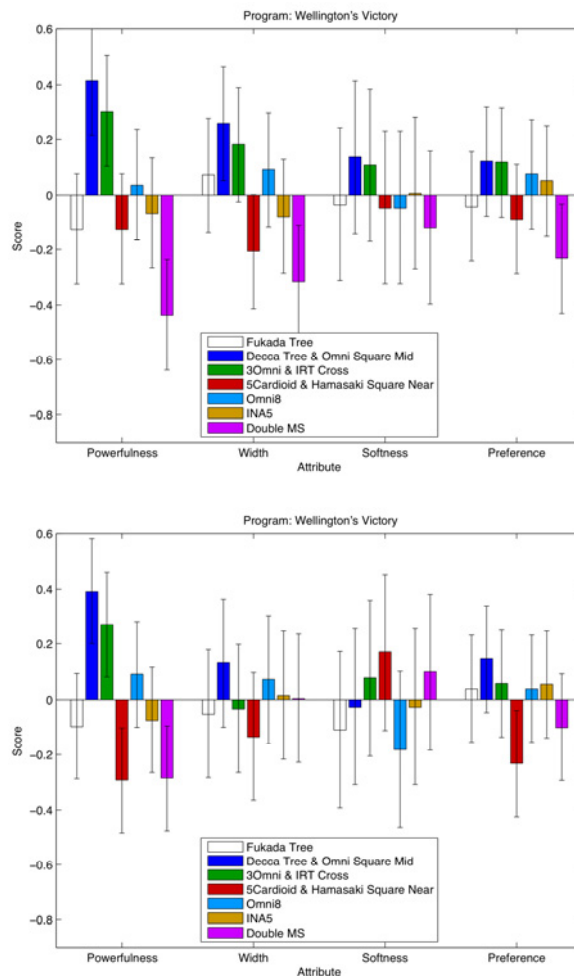 Program: Wellington's Victory
0.6
0.4
0.2
0
−0.2
−0.4
−0.6
−0.8
Score
Fukada Tree
Decca Tree & Omni Square Mid
3Omni & IRT Cross
5Cardioid & Hamasaki Square Near
Omni8
INA5
Double MS
Powerfulness Width Softness Preference
Attribute
Program: Wellington's Victory
0.6
0.4
0.2
0
−0.2
−0.4
−0.6
−0.8
Score
Fukada Tree
Decca Tree & Omni Square Mid
3Omni & IRT Cross
5Cardioid & Hamasaki Square Near
Omni8
INA5
Double MS
Powerfulness Width Softness Preference
Attribute